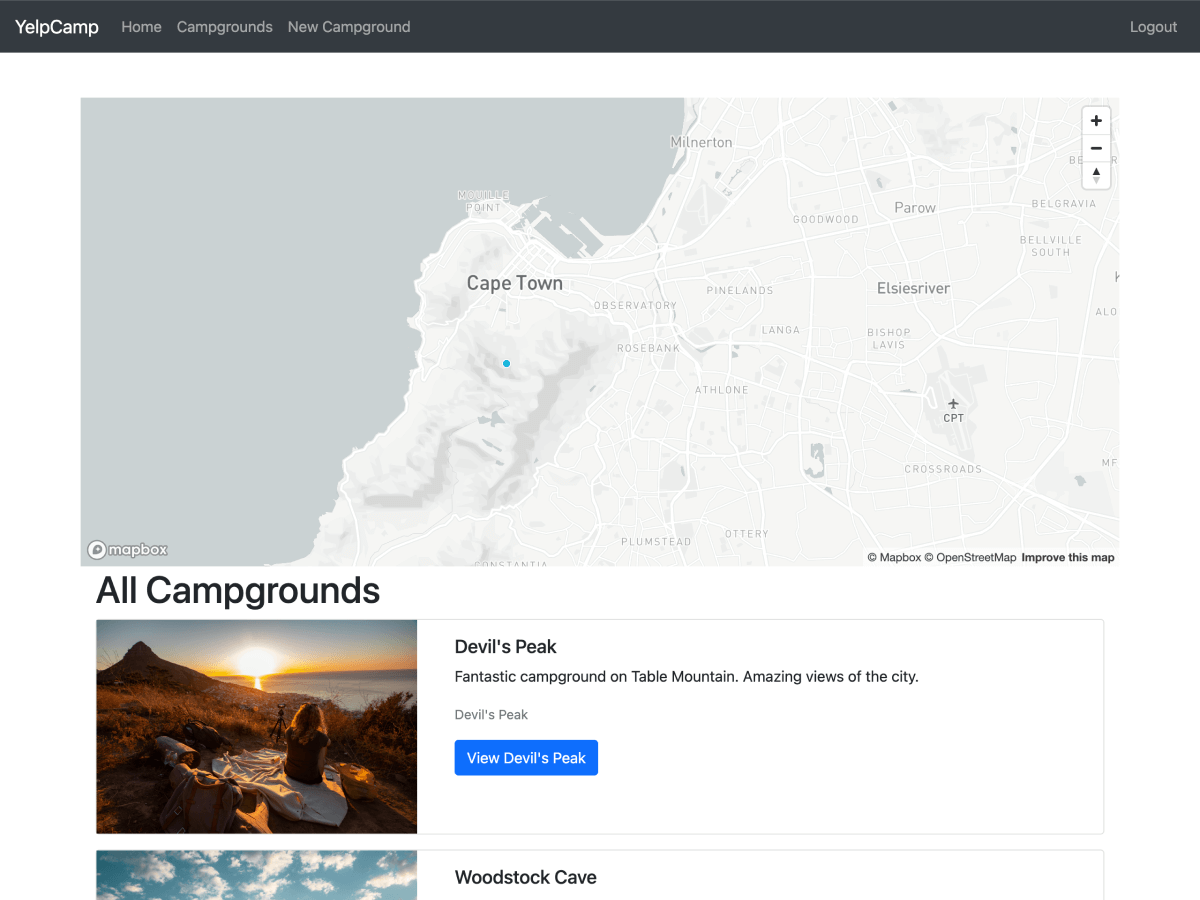 YelpCamp Home Campgrounds New Campground Logout
Milnerton
MOUILLE
POINT
Parow
BELGRAVIA
GOODWOOD
BELLVILLE
SOUTH
Cape Town
PINELANDS
Elsiesriver
OBSERVATORY
ALO
LANGA
BISHOP
LAVIS
ROSEBANK
ATHLONE
CPT
CROSSROADS
MF
OTTERY
PLUMSTEAD
CONSTANTIA
mapbox
© Mapbox © OpenStreetMap Improve this map
All Campgrounds
Devil's Peak
Fantastic campground on Table Mountain. Amazing views of the city.
Devil's Peak
View Devil's Peak
Woodstock Cave